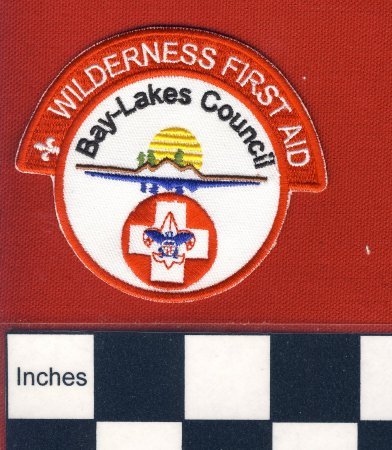 WILDERNESS FIRST AID
Bay-Lakes Council
Inches